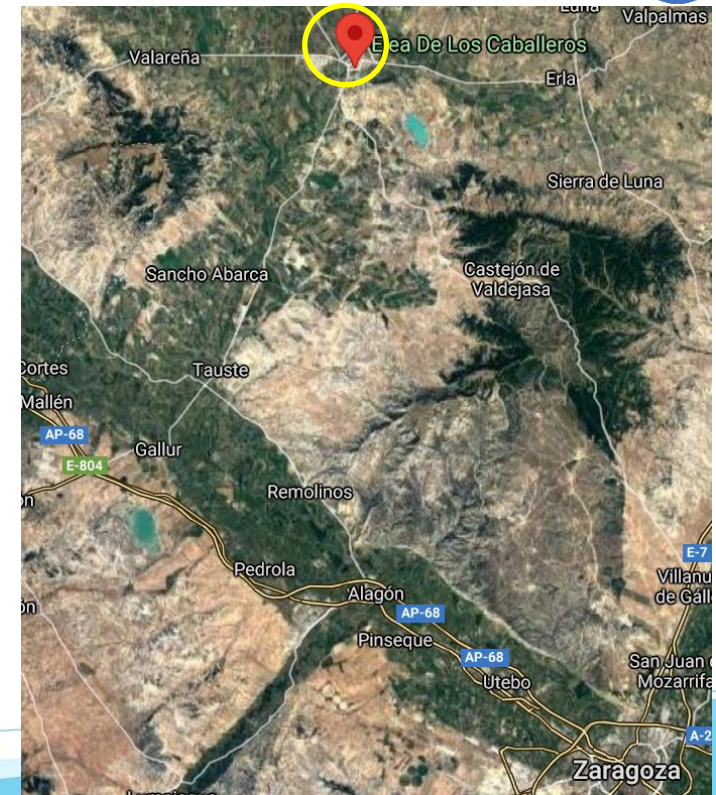 Luna
Valpalmas
Ejea De Los Caballeros
Valareña
Erla
Sierra de Luna
Sancho Abarca
Castejón de
Valdejasa
Cortes
Tauste
Mallén
AP-68
Gallur
E-804
Remolinos
E-7
Pedrola
Villanu
de Gáll
Alagón
AP-68
Pinseque
AP-68
San Juan d
Mozarrifa
Utebo
A-2
Zaragoza